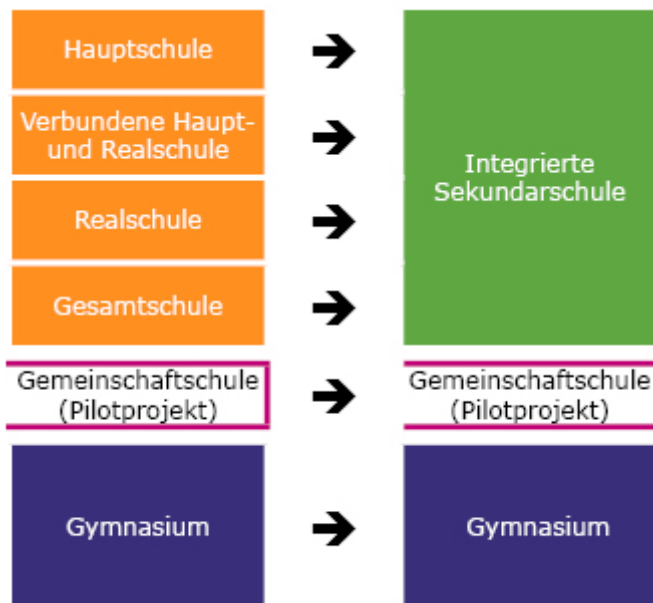 Hauptschule
Verbundene Haupt-
und Realschule
Realschule
Gesamtschule
Gemeinschaftschule
(Pilotprojekt)
Gymnasium
Integrierte
Sekundarschule
Gemeinschaftschule
(Pilotprojekt)
Gymnasium